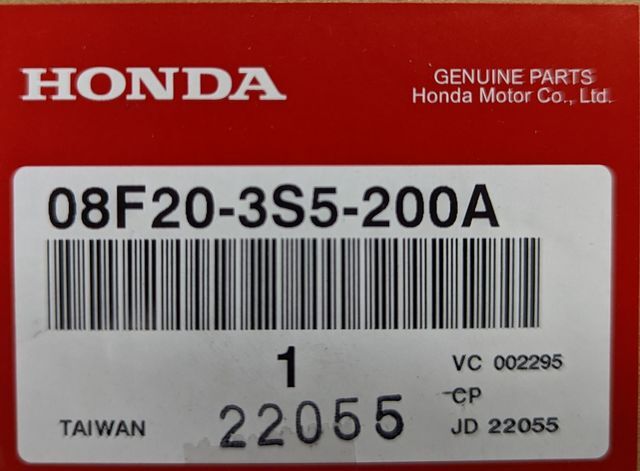 HONDA
GENUINE PARTS
Honda Motor Co., Ltd.
08F20-3S5-200A
1
VC 002295
CP
22055
TAIWAN
JD 22055